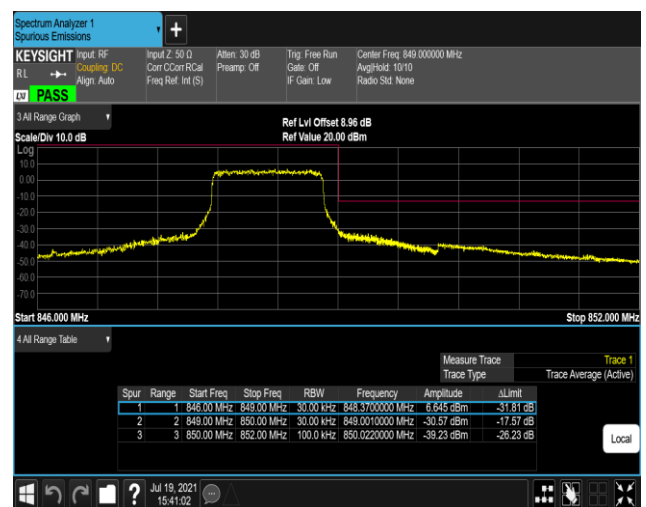 Spectrum Analyzer 1
Spurious Emissions
+
KEYSIGHT Input: RF Input Z: 50 Ω Atten: 30 dB Trig: Free Run Center Freq: 849.000000 MHz
RL Coupling: DC Corr CCorr RCal Preamp: Off Gate: Off Avg|Hold: 10/10
Align: Auto Freq Ref: Int (S) IF Gain: Low Radio Std: None
LXI PASS
3 All Range Graph
Ref Lvl Offset 8.96 dB
Scale/Div 10.0 dB Ref Value 20.00 dBm
Log
10.0
0.00
-10.0
-20.0
-30.0
-40.0
-50.0
-60.0
-70.0
Start 846.000 MHz Stop 852.000 MHz
4 All Range Table
Measure Trace Trace 1
Trace Type Trace Average (Active)
Spur Range Start Freq Stop Freq RBW Frequency Amplitude ΔLimit
1 1 846.00 MHz 849.00 MHz 30.00 kHz 848.3700000 MHz 6.645 dBm -31.81 dB
2 2 849.00 MHz 850.00 MHz 30.00 kHz 849.0010000 MHz -30.57 dBm -17.57 dB
3 3 850.00 MHz 852.00 MHz 100.0 kHz 850.0220000 MHz -39.23 dBm -26.23 dB
Local
? Jul 19, 2021
15:41:02